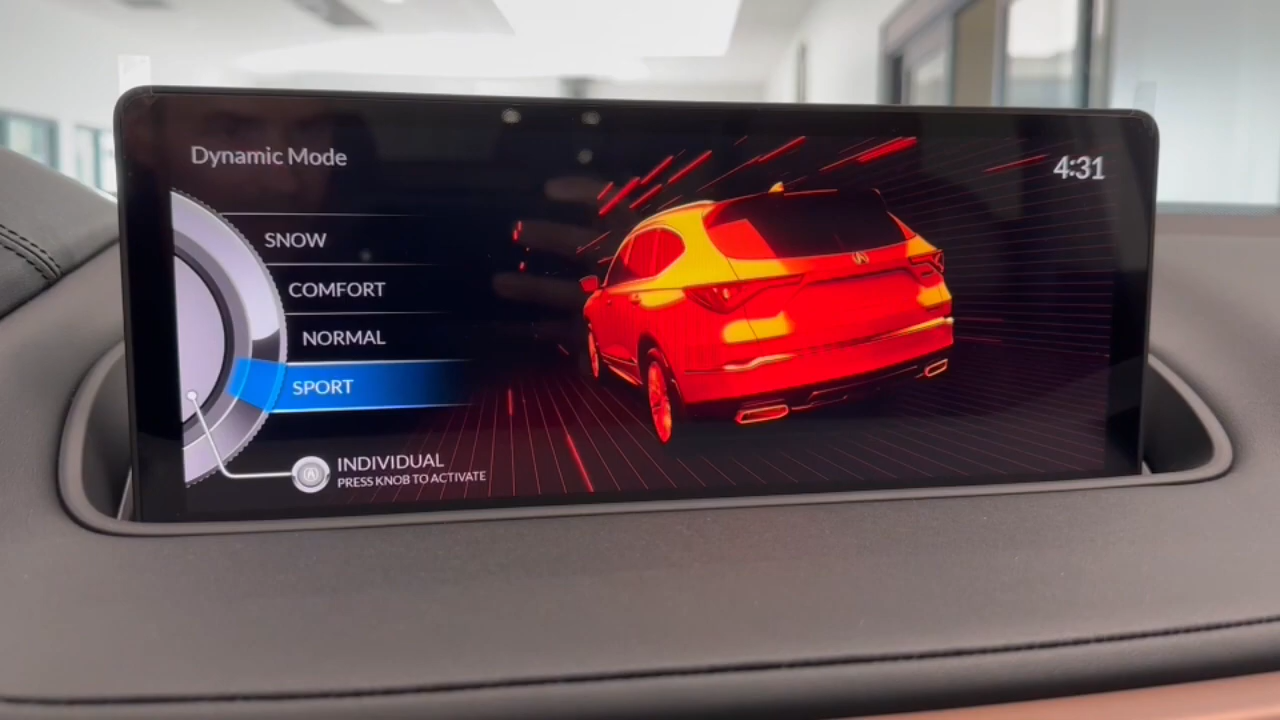 Dynamic Mode
4:31
SNOW
COMFORT
NORMAL
SPORT
INDIVIDUAL
PRESS KNOB TO ACTIVATE